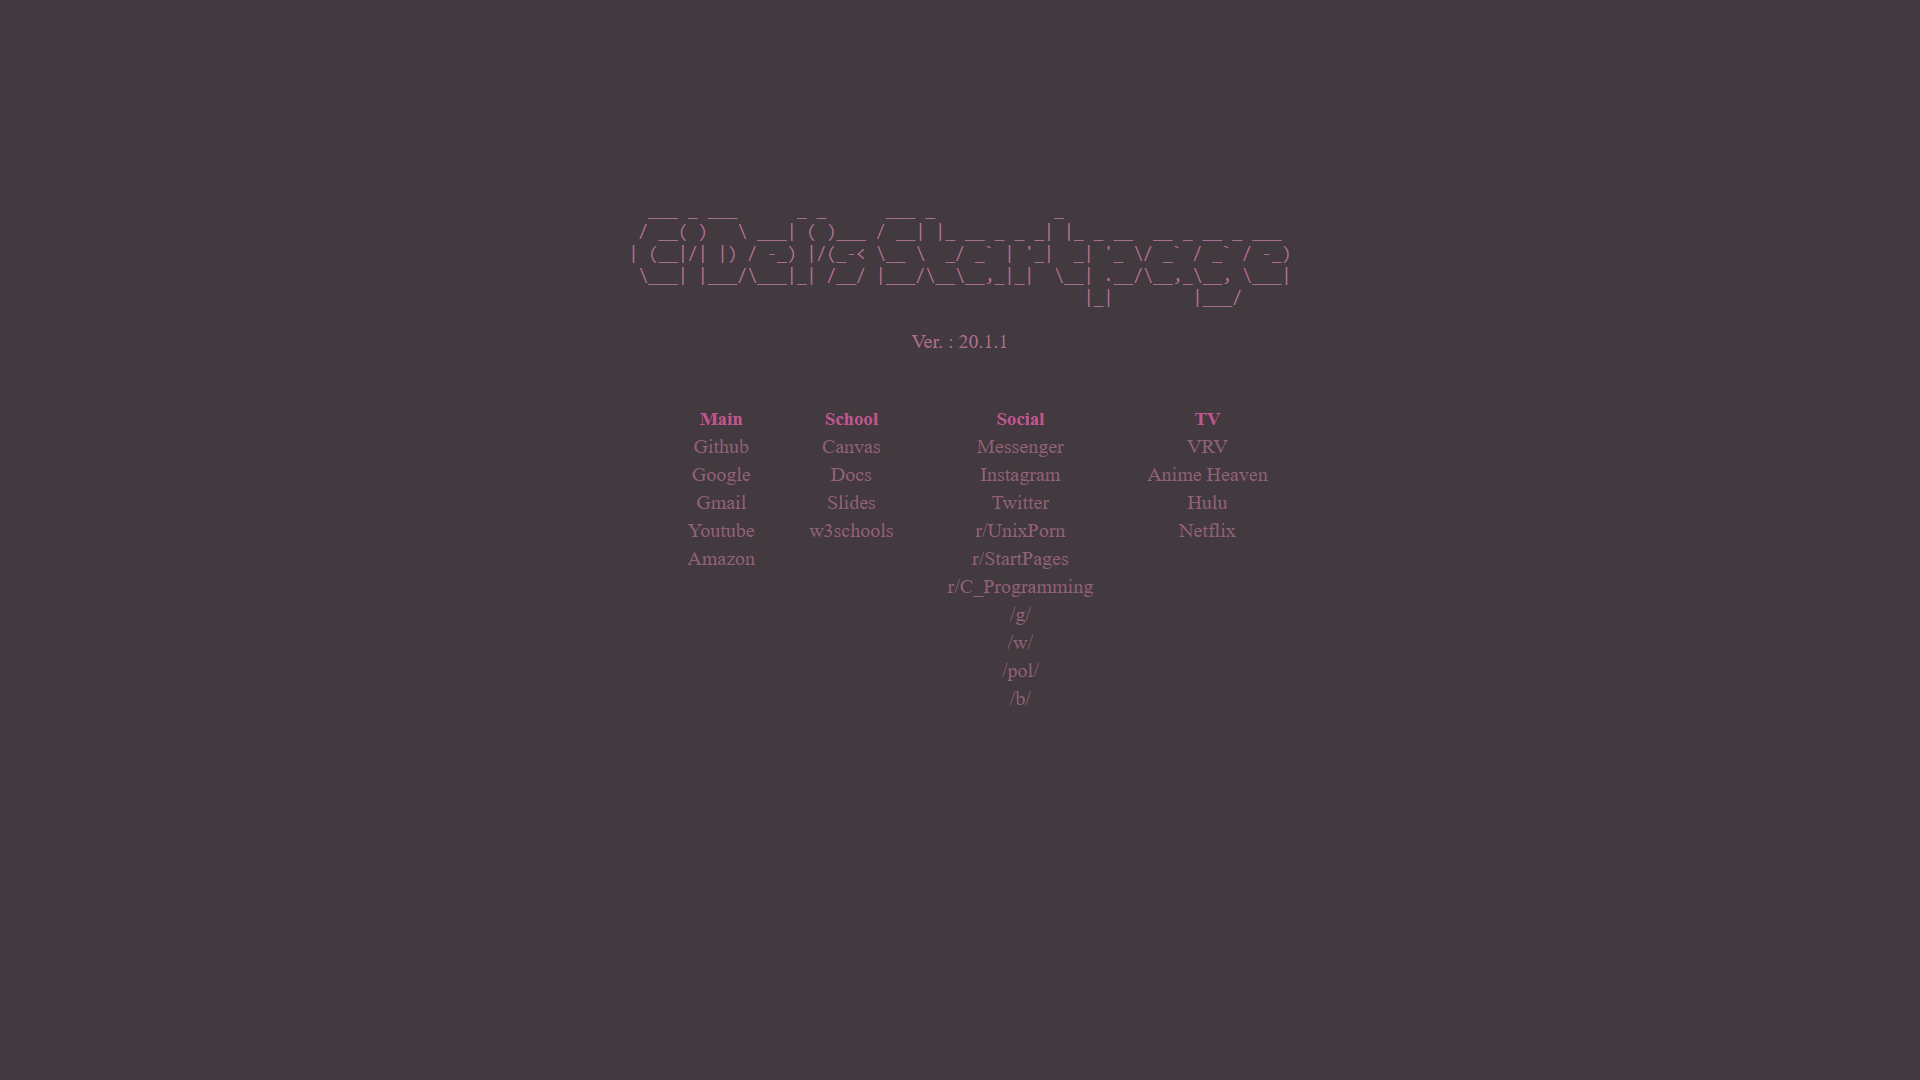 C'Del's Startpage
Ver. : 20.1.1
Main
Github
Google
Gmail
Youtube
Amazon
School
Canvas
Docs
Slides
w3schools
Social
Messenger
Instagram
Twitter
r/UnixPorn
r/StartPages
r/C_Programming
/g/
/w/
/pol/
/b/
TV
VRV
Anime Heaven
Hulu
Netflix